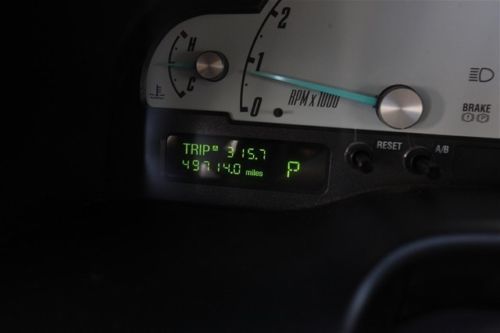 H
C
2
1
0
RPM X 1000
BRAKE
RESET A/B
TRIP 315.7
49714.0 miles
P